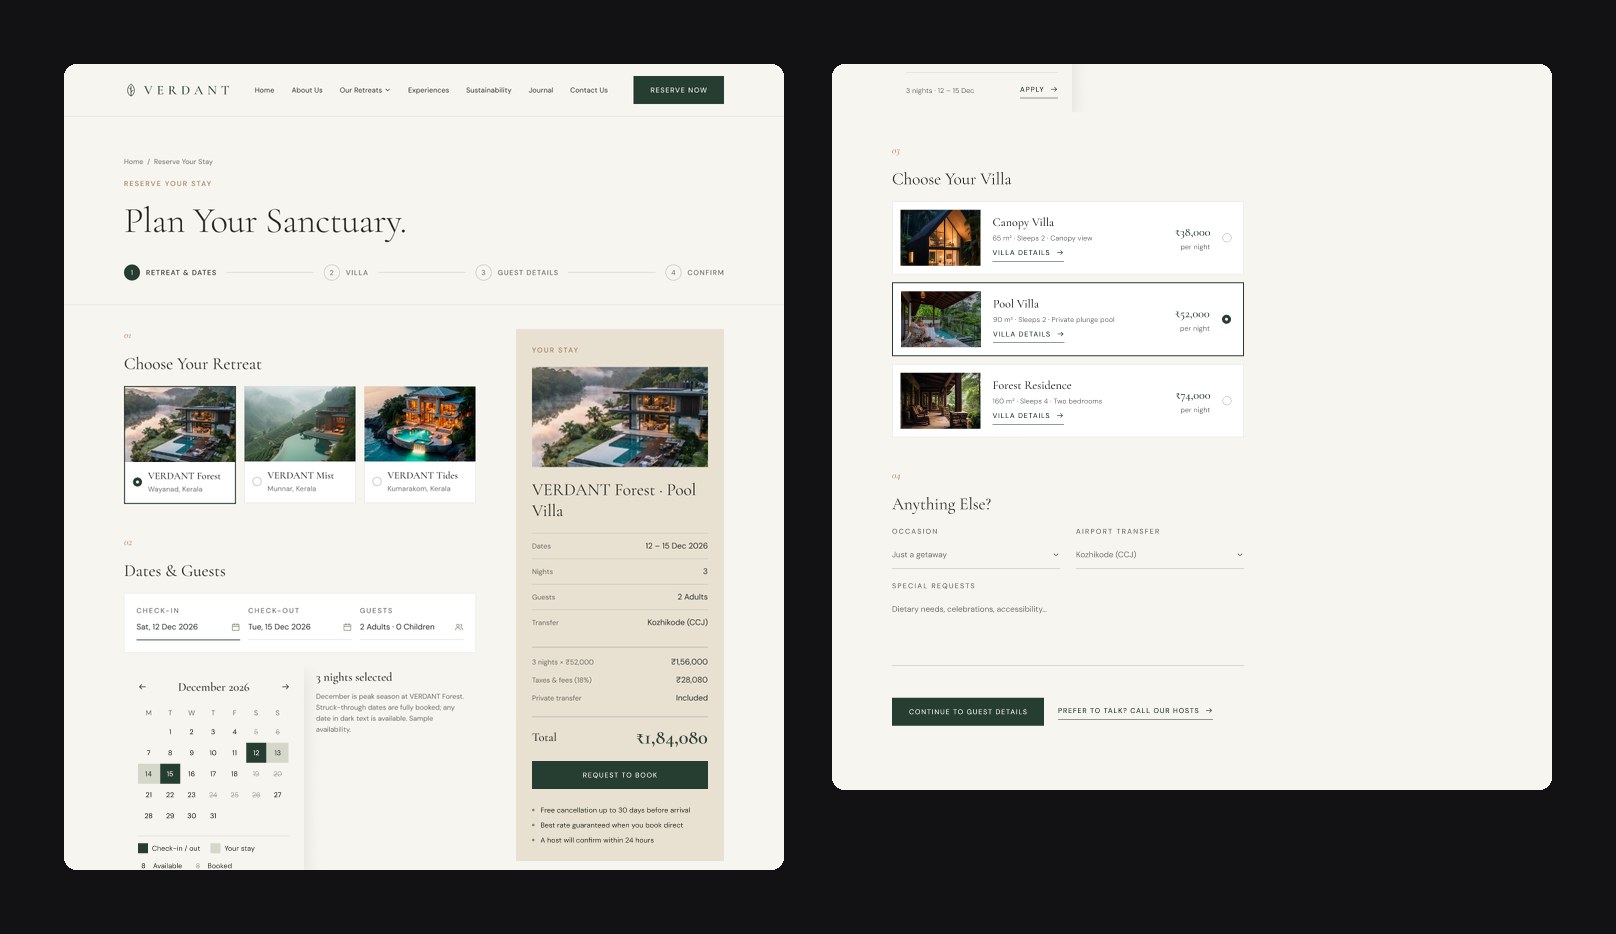 VERDANT
Home
About Us
Our Retreats
Experiences
Sustainability
Journal
Contact Us
RESERVE NOW
Home / Reserve Your Stay
RESERVE YOUR STAY
Plan Your Sanctuary.
1 RETREAT & DATES
2 VILLA
3 GUEST DETAILS
4 CONFIRM
01
Choose Your Retreat
VERDANT Forest
Wayanad, Kerala
VERDANT Mist
Munnar, Kerala
VERDANT Tides
Kumarakom, Kerala
02
Dates & Guests
CHECK-IN
Sat, 12 Dec 2026
CHECK-OUT
Tue, 15 Dec 2026
GUESTS
2 Adults · 0 Children
← December 2026 →
M T W T F S S
1 2 3 4 5 6
7 8 9 10 11 12 13
14 15 16 17 18 19 20
21 22 23 24 25 26 27
28 29 30 31
Check-in / out
Your stay
8 Available
8 Booked
3 nights selected
December is peak season at VERDANT Forest.
Struck-through dates are fully booked; any
date in dark text is available. Sample
availability.
YOUR STAY
VERDANT Forest · Pool
Villa
Dates 12 – 15 Dec 2026
Nights 3
Guests 2 Adults
Transfer Kozhikode (CCJ)
3 nights × ₹52,000 ₹1,56,000
Taxes & fees (18%) ₹28,080
Private transfer Included
Total ₹1,84,080
REQUEST TO BOOK
Free cancellation up to 30 days before arrival
Best rate guaranteed when you book direct
A host will confirm within 24 hours
3 nights · 12 – 15 Dec
APPLY →
03
Choose Your Villa
Canopy Villa
65 m² · Sleeps 2 · Canopy view
VILLA DETAILS →
₹38,000
per night
Pool Villa
90 m² · Sleeps 2 · Private plunge pool
VILLA DETAILS →
₹52,000
per night
Forest Residence
160 m² · Sleeps 4 · Two bedrooms
VILLA DETAILS →
₹74,000
per night
04
Anything Else?
OCCASION
Just a getaway
AIRPORT TRANSFER
Kozhikode (CCJ)
SPECIAL REQUESTS
Dietary needs, celebrations, accessibility…
CONTINUE TO GUEST DETAILS
PREFER TO TALK? CALL OUR HOSTS →